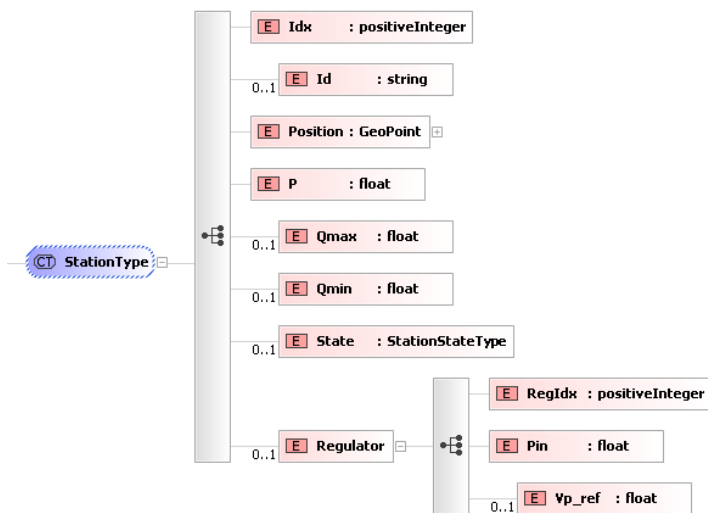 E Idx : positiveInteger
0..1 E Id : string
E Position : GeoPoint
E P : float
0..1 E Qmax : float
CT StationType
0..1 E Qmin : float
0..1 E State : StationStateType
E RegIdx : positiveInteger
0..1 E Regulator
E Pin : float
0..1 E Vp_ref : float